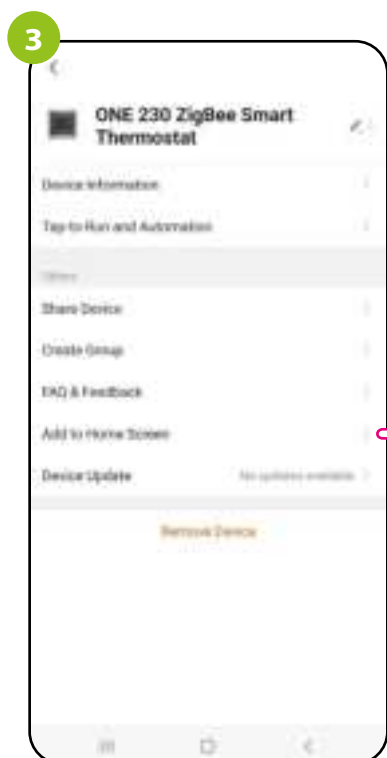 3
ONE 230 ZigBee Smart
Thermostat
Device Information
Tap-to-Run and Automation
Others
Share Device
Create Group
FAQ & Feedback
Add to Home Screen
Device Update No updates available
Remove Device